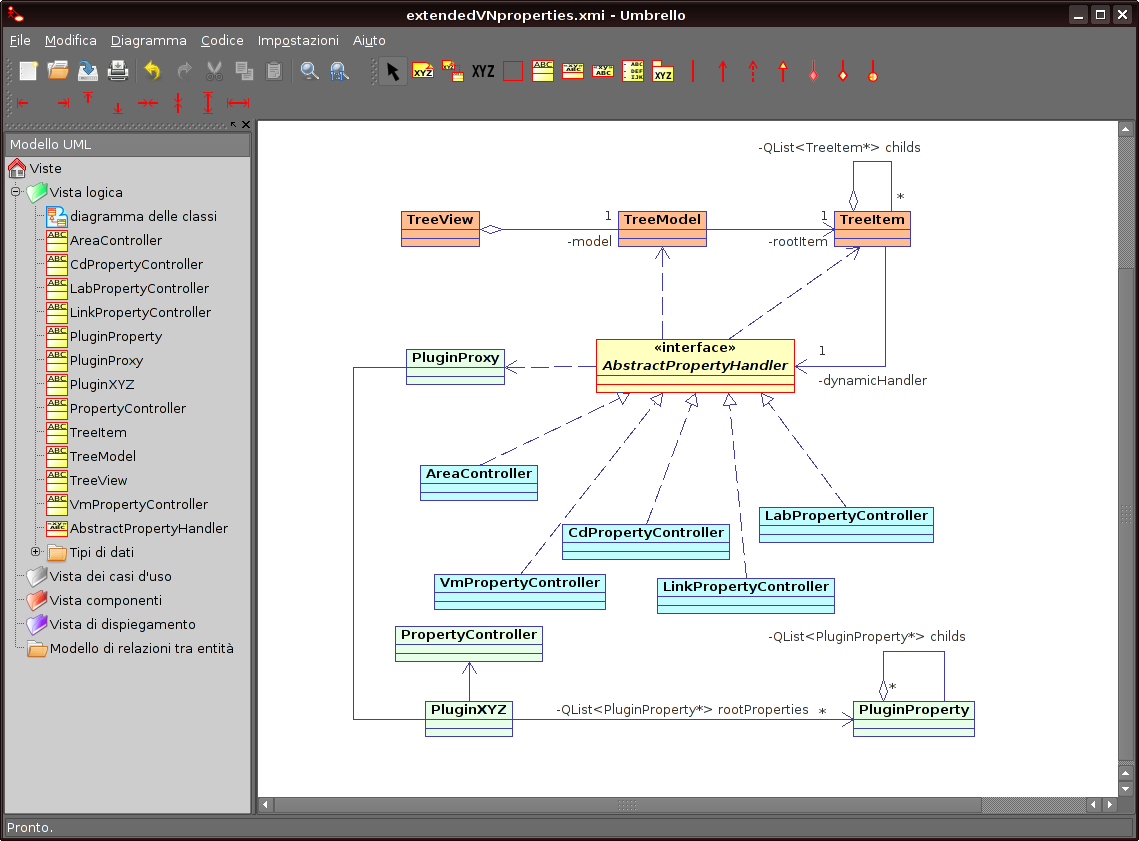 extendedVNproperties.xmi - Umbrello
File Modifica Diagramma Codice Impostazioni Aiuto
XYZ XYZ ABC ABC ABC ABC DEF IJK XYZ
Modello UML
Viste
Vista logica
diagramma delle classi
AreaController
CdPropertyController
LabPropertyController
LinkPropertyController
PluginProperty
PluginProxy
PluginXYZ
PropertyController
TreeItem
TreeModel
TreeView
VmPropertyController
AbstractPropertyHandler
Tipi di dati
Vista dei casi d'uso
Vista componenti
Vista di dispiegamento
Modello di relazioni tra entità
-QList<TreeItem*> childs
*
TreeView
1
TreeModel
1
TreeItem
-model
-rootItem
«interface»
AbstractPropertyHandler
PluginProxy
1
-dynamicHandler
AreaController
CdPropertyController
LabPropertyController
VmPropertyController
LinkPropertyController
PropertyController
-QList<PluginProperty*> childs
*
PluginXYZ
-QList<PluginProperty*> rootProperties *
PluginProperty
Pronto.